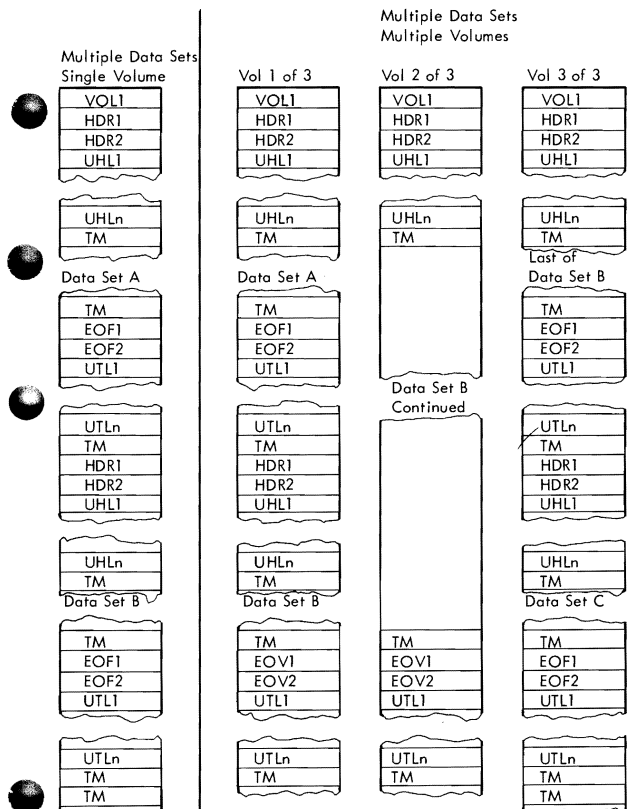 Multiple Data Sets
Multiple Volumes
Multiple Data Sets
Single Volume
VOL1
HDR1
HDR2
UHL1
UHLn
TM
Data Set A
TM
EOF1
EOF2
UTL1
UTLn
TM
HDR1
HDR2
UHL1
UHLn
TM
Data Set B
TM
EOF1
EOF2
UTL1
UTLn
TM
TM
Vol 1 of 3
VOL1
HDR1
HDR2
UHL1
UHLn
TM
Data Set A
TM
EOF1
EOF2
UTL1
UTLn
TM
HDR1
HDR2
UHL1
UHLn
TM
Data Set B
TM
EOV1
EOV2
UTL1
UTLn
TM
Vol 2 of 3
VOL1
HDR1
HDR2
UHL1
UHLn
TM
Data Set B
Continued
TM
EOV1
EOV2
UTL1
UTLn
TM
Vol 3 of 3
VOL1
HDR1
HDR2
UHL1
UHLn
TM
Last of
Data Set B
TM
EOF1
EOF2
UTL1
UTLn
TM
HDR1
HDR2
UHL1
UHLn
TM
Data Set C
TM
EOF1
EOF2
UTL1
UTLn
TM
TM